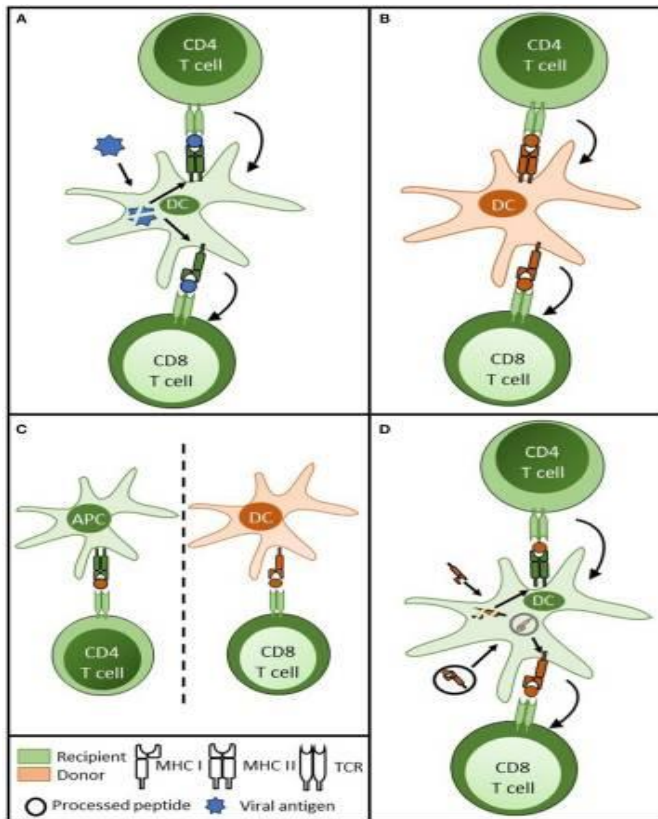 A
CD4
T cell
DC
CD8
T cell
B
CD4
T cell
DC
CD8
T cell
C
APC
CD4
T cell
DC
CD8
T cell
D
CD4
T cell
DC
CD8
T cell
Recipient
Donor
MHC I
MHC II
TCR
Processed peptide
Viral antigen